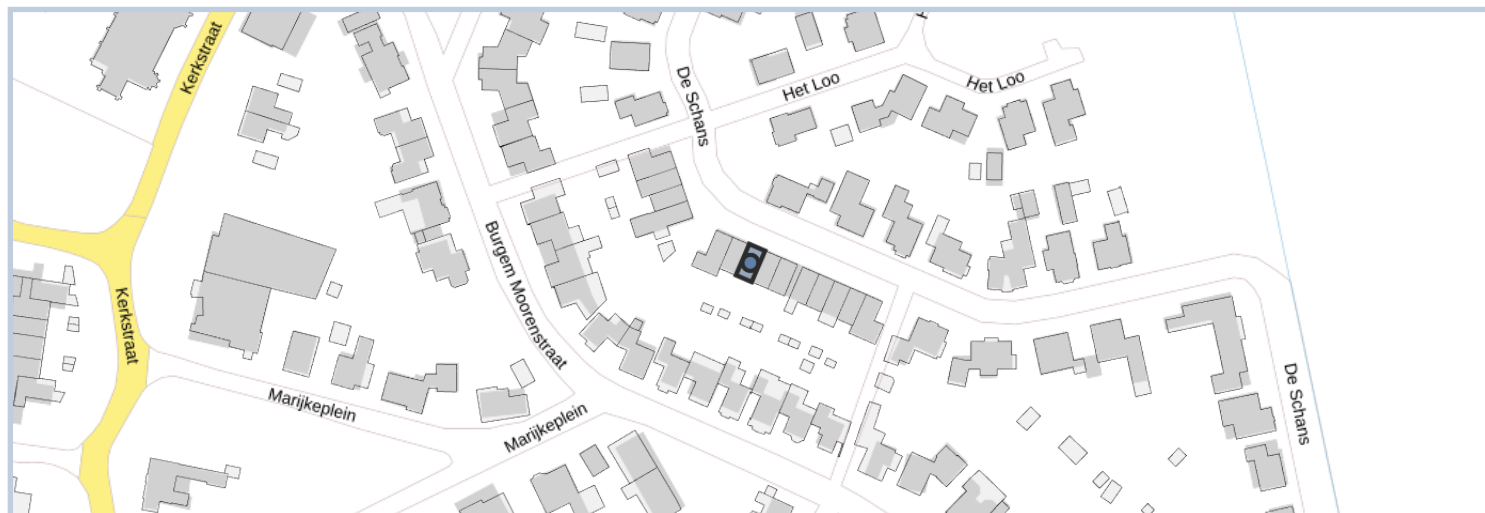 Kerkstraat
De Schans
Het Loo
Het Loo
Burgem Moorenstraat
Kerkstraat
Marijkeplein
Marijkeplein
De Schans